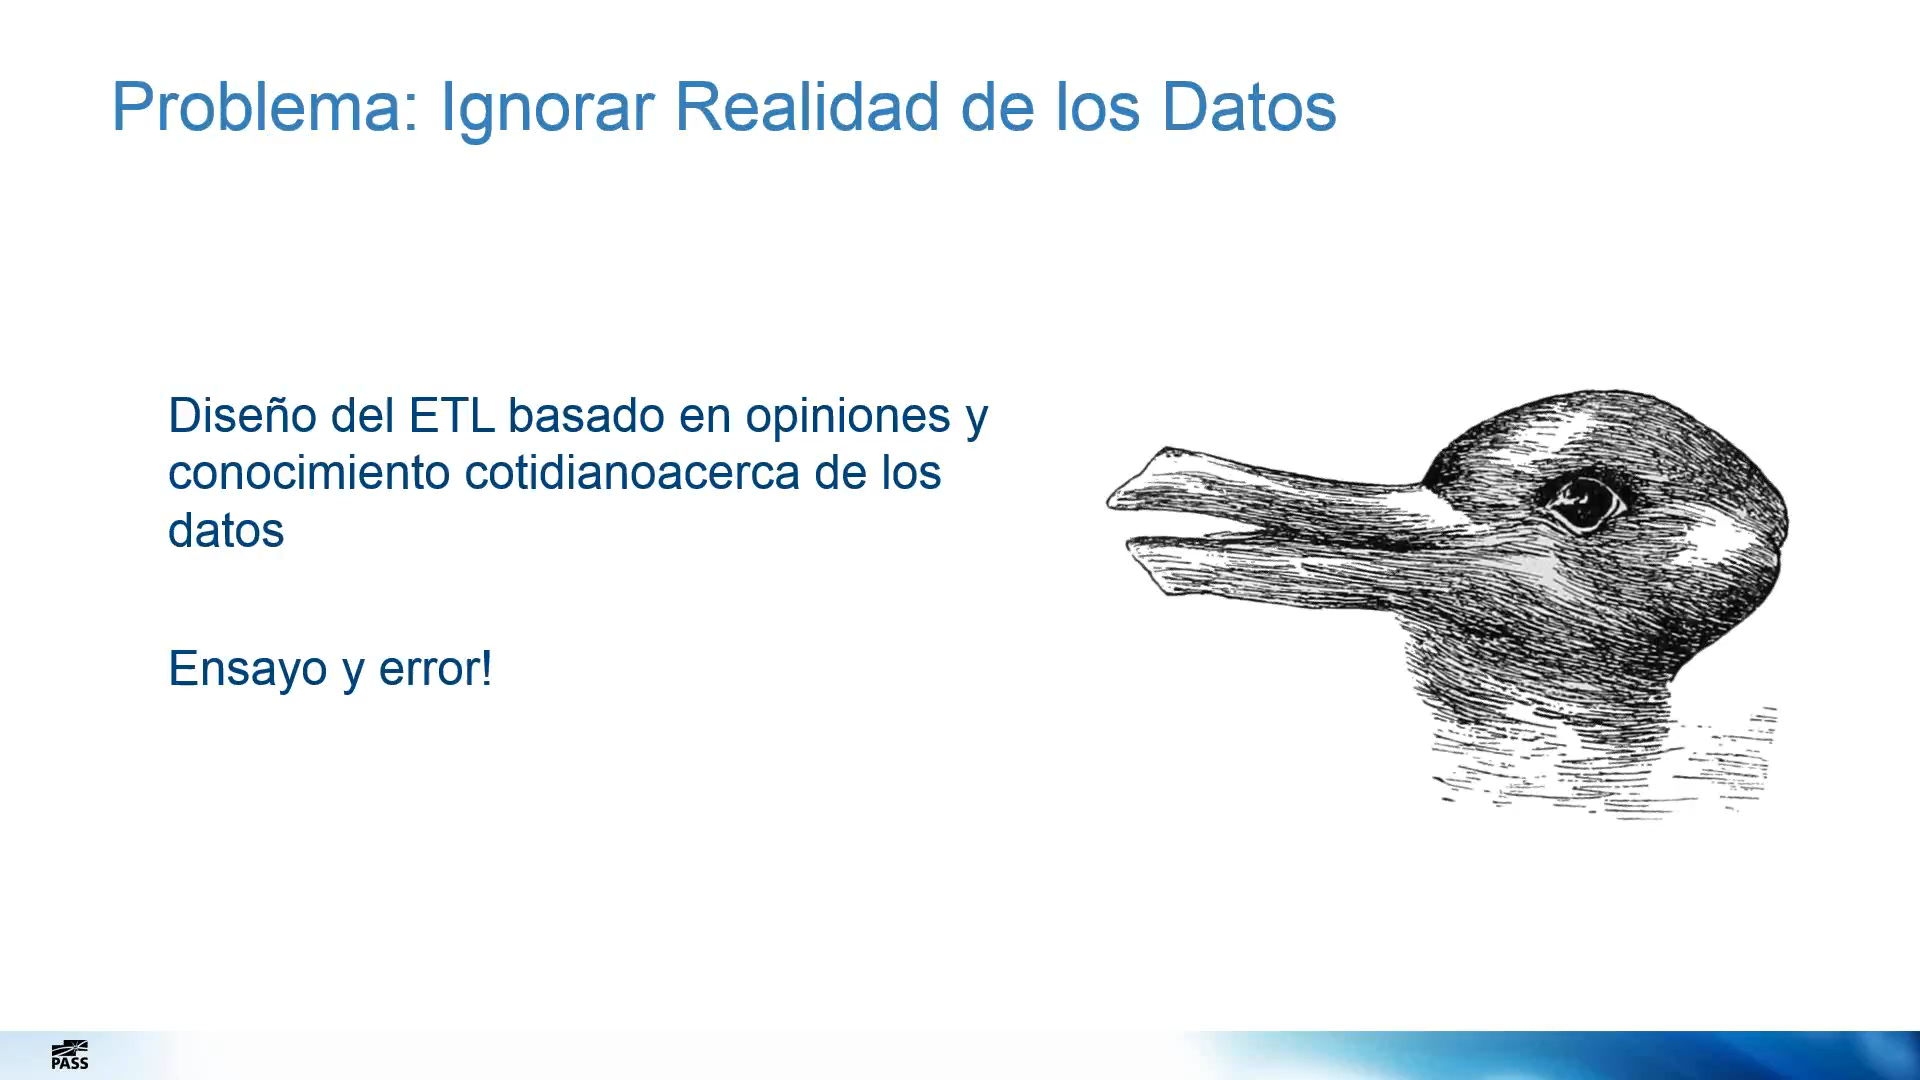 Problema: Ignorar Realidad de los Datos
Diseño del ETL basado en opiniones y
conocimiento cotidianoacerca de los
datos
Ensayo y error!
PASS